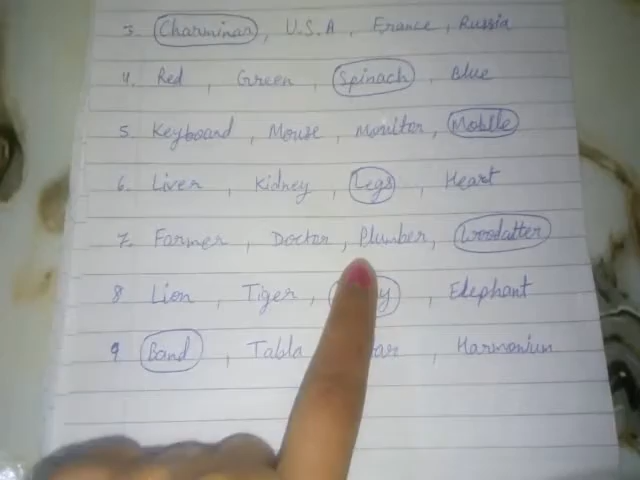 3. Charminar, U.S.A, France, Russia
4. Red, Green, Spinach, Blue
5. Keyboard, Mouse, Monitor, Mobile
6. Liver, Kidney, Legs, Heart
7. Farmer, Doctor, Plumber, Woodcutter
8 Lion, Tiger, , Elephant
9 Band, Tabla , Harmonium